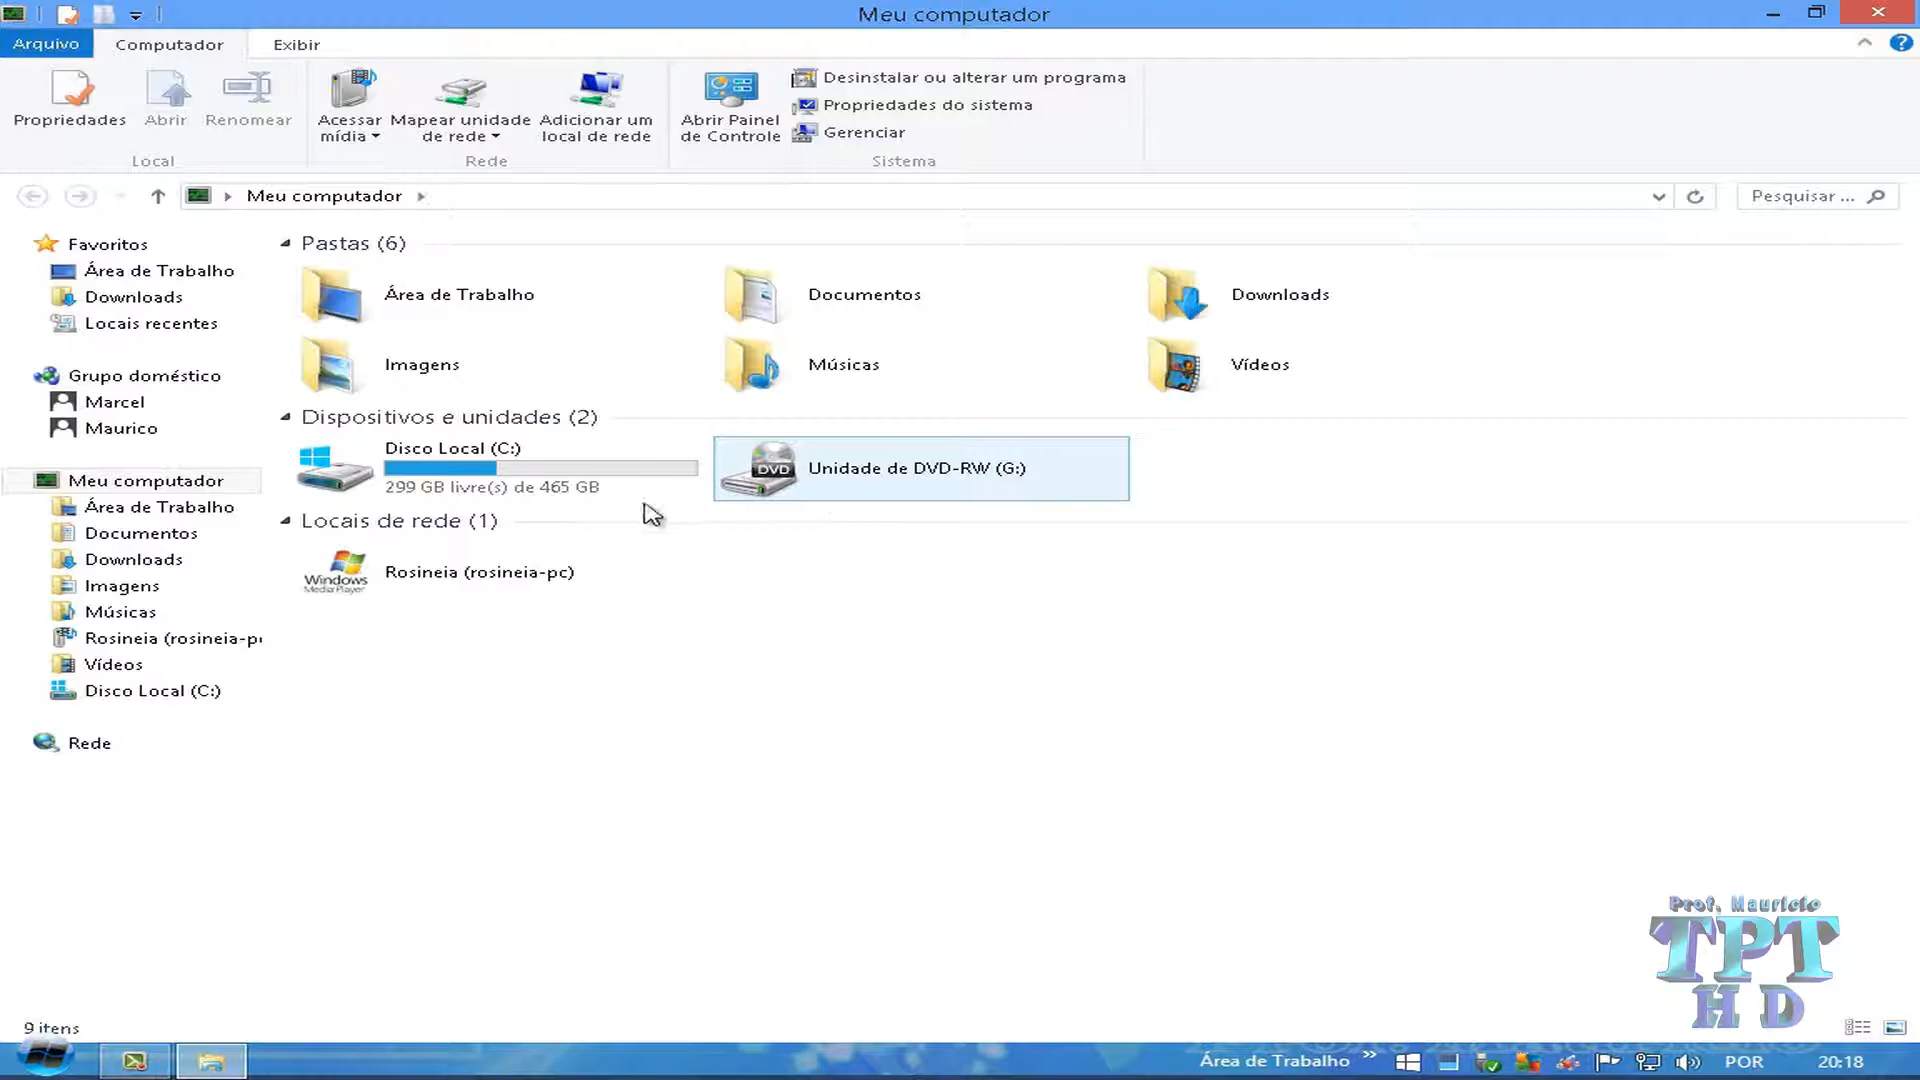 Meu computador
Arquivo
Computador
Exibir
Propriedades
Abrir
Renomear
Acessar mídia
Mapear unidade de rede
Adicionar um local de rede
Abrir Painel de Controle
Desinstalar ou alterar um programa
Propriedades do sistema
Gerenciar
Local
Rede
Sistema
Meu computador
Pesquisar ...
Favoritos
Área de Trabalho
Downloads
Locais recentes
Grupo doméstico
Marcel
Maurico
Meu computador
Área de Trabalho
Documentos
Downloads
Imagens
Músicas
Rosineia (rosineia-p
Vídeos
Disco Local (C:)
Rede
Pastas (6)
Área de Trabalho
Documentos
Downloads
Imagens
Músicas
Vídeos
Dispositivos e unidades (2)
Disco Local (C:)
299 GB livre(s) de 465 GB
DVD
Unidade de DVD-RW (G:)
Locais de rede (1)
Windows
Media Player
Rosineia (rosineia-pc)
Prof. Mauricio
TPT
HD
9 itens
Área de Trabalho
»
POR
20:18